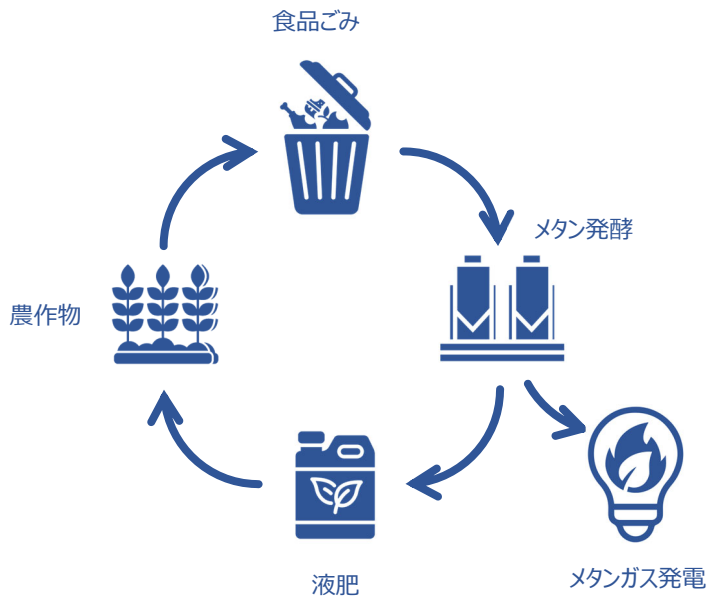 食品ごみ
メタン発酵
農作物
液肥
メタンガス発電